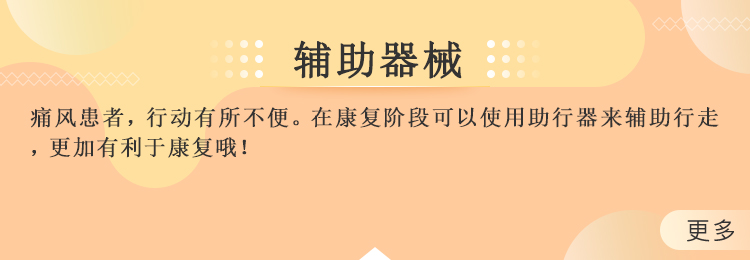 辅助器械
痛风患者，行动有所不便。在康复阶段可以使用助行器来辅助行走
，更加有利于康复哦！
更多